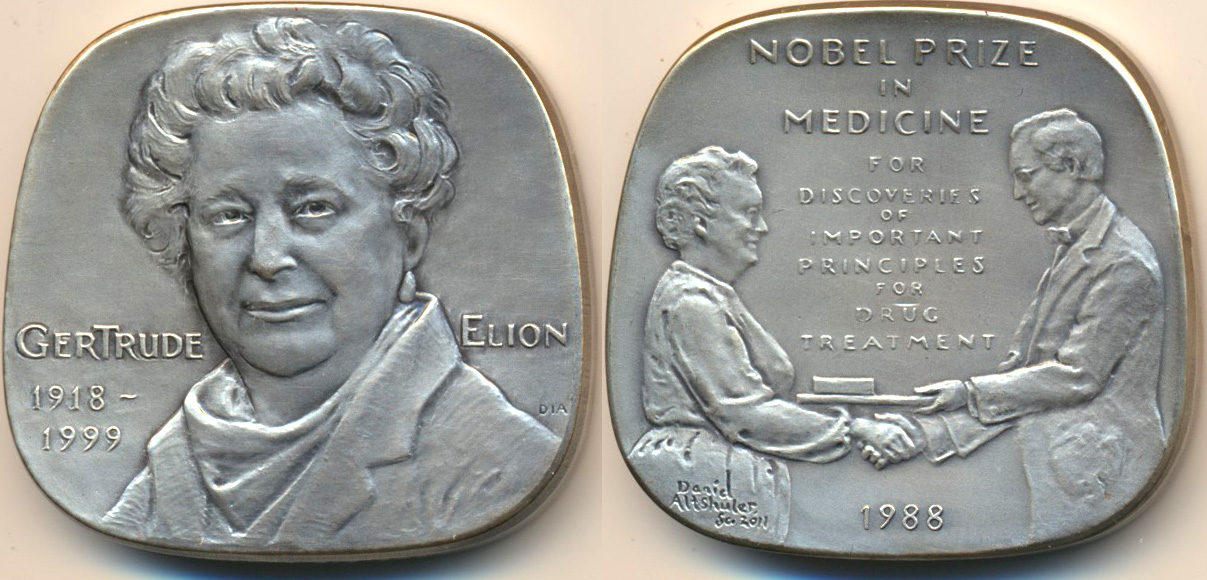 GERTRUDE ELION
1918 ~
1999
DIA
NOBEL PRIZE
IN
MEDICINE
FOR
DISCOVERIES
OF
IMPORTANT
PRINCIPLES
FOR
DRUG
TREATMENT
Daniel
Altshuler
Sc. 2011
1988